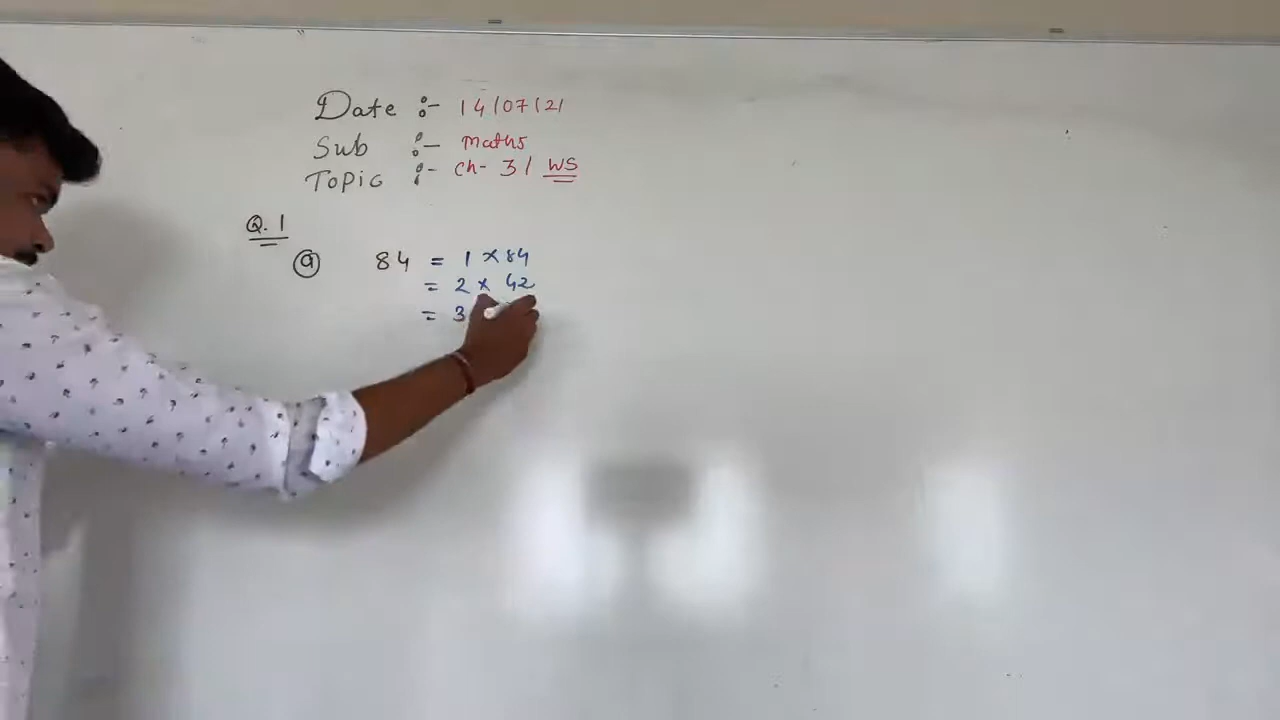 Date :- 14/07/21
Sub :- Maths
Topic :- Ch- 3/ WS
Q. 1
(a) 84 = 1 × 84
= 2 × 42
= 3